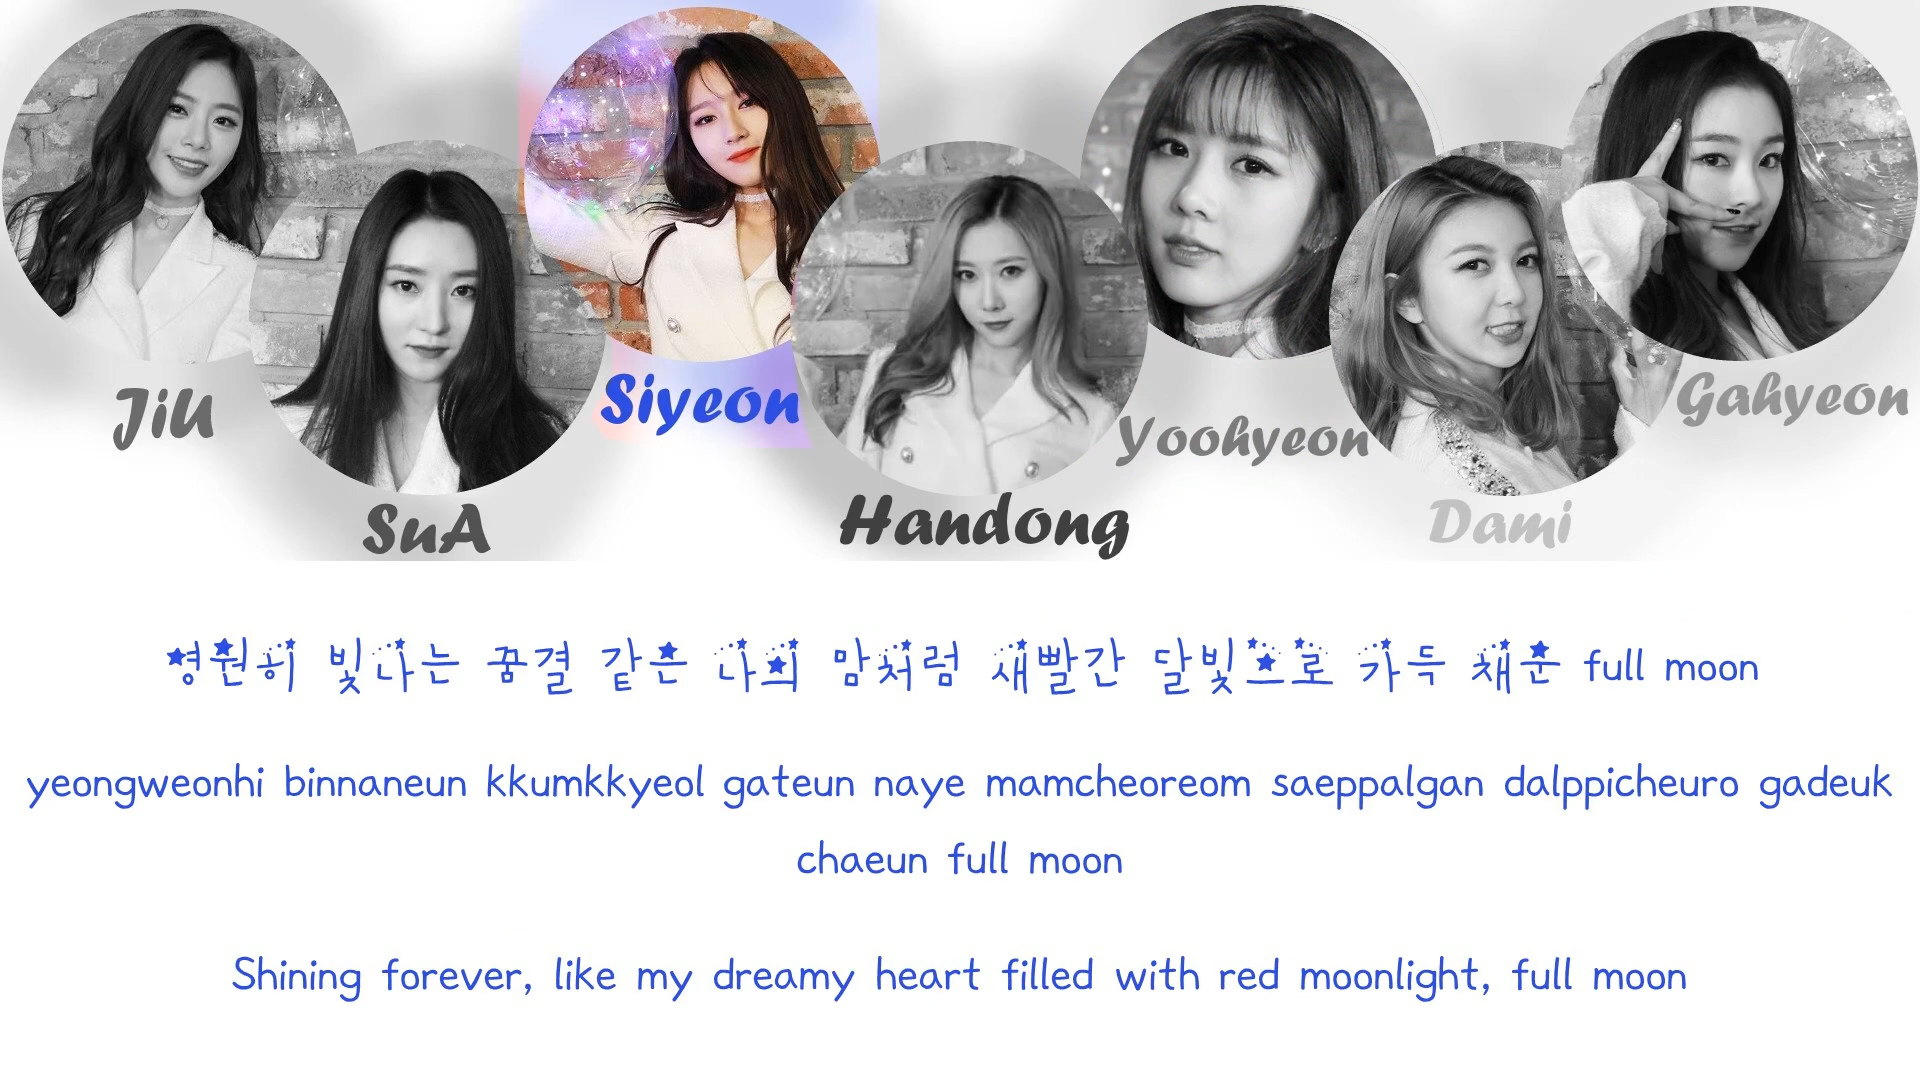 JiU
SuA
Siyeon
Handong
Yoohyeon
Dami
Gahyeon
영원히 빛나는 꿈결 같은 나의 맘처럼 새빨간 달빛으로 가득 채운 full moon
yeongweonhi binnaneun kkumkkyeol gateun naye mamcheoreom saeppalgan dalppicheuro gadeuk
chaeun full moon
Shining forever, like my dreamy heart filled with red moonlight, full moon